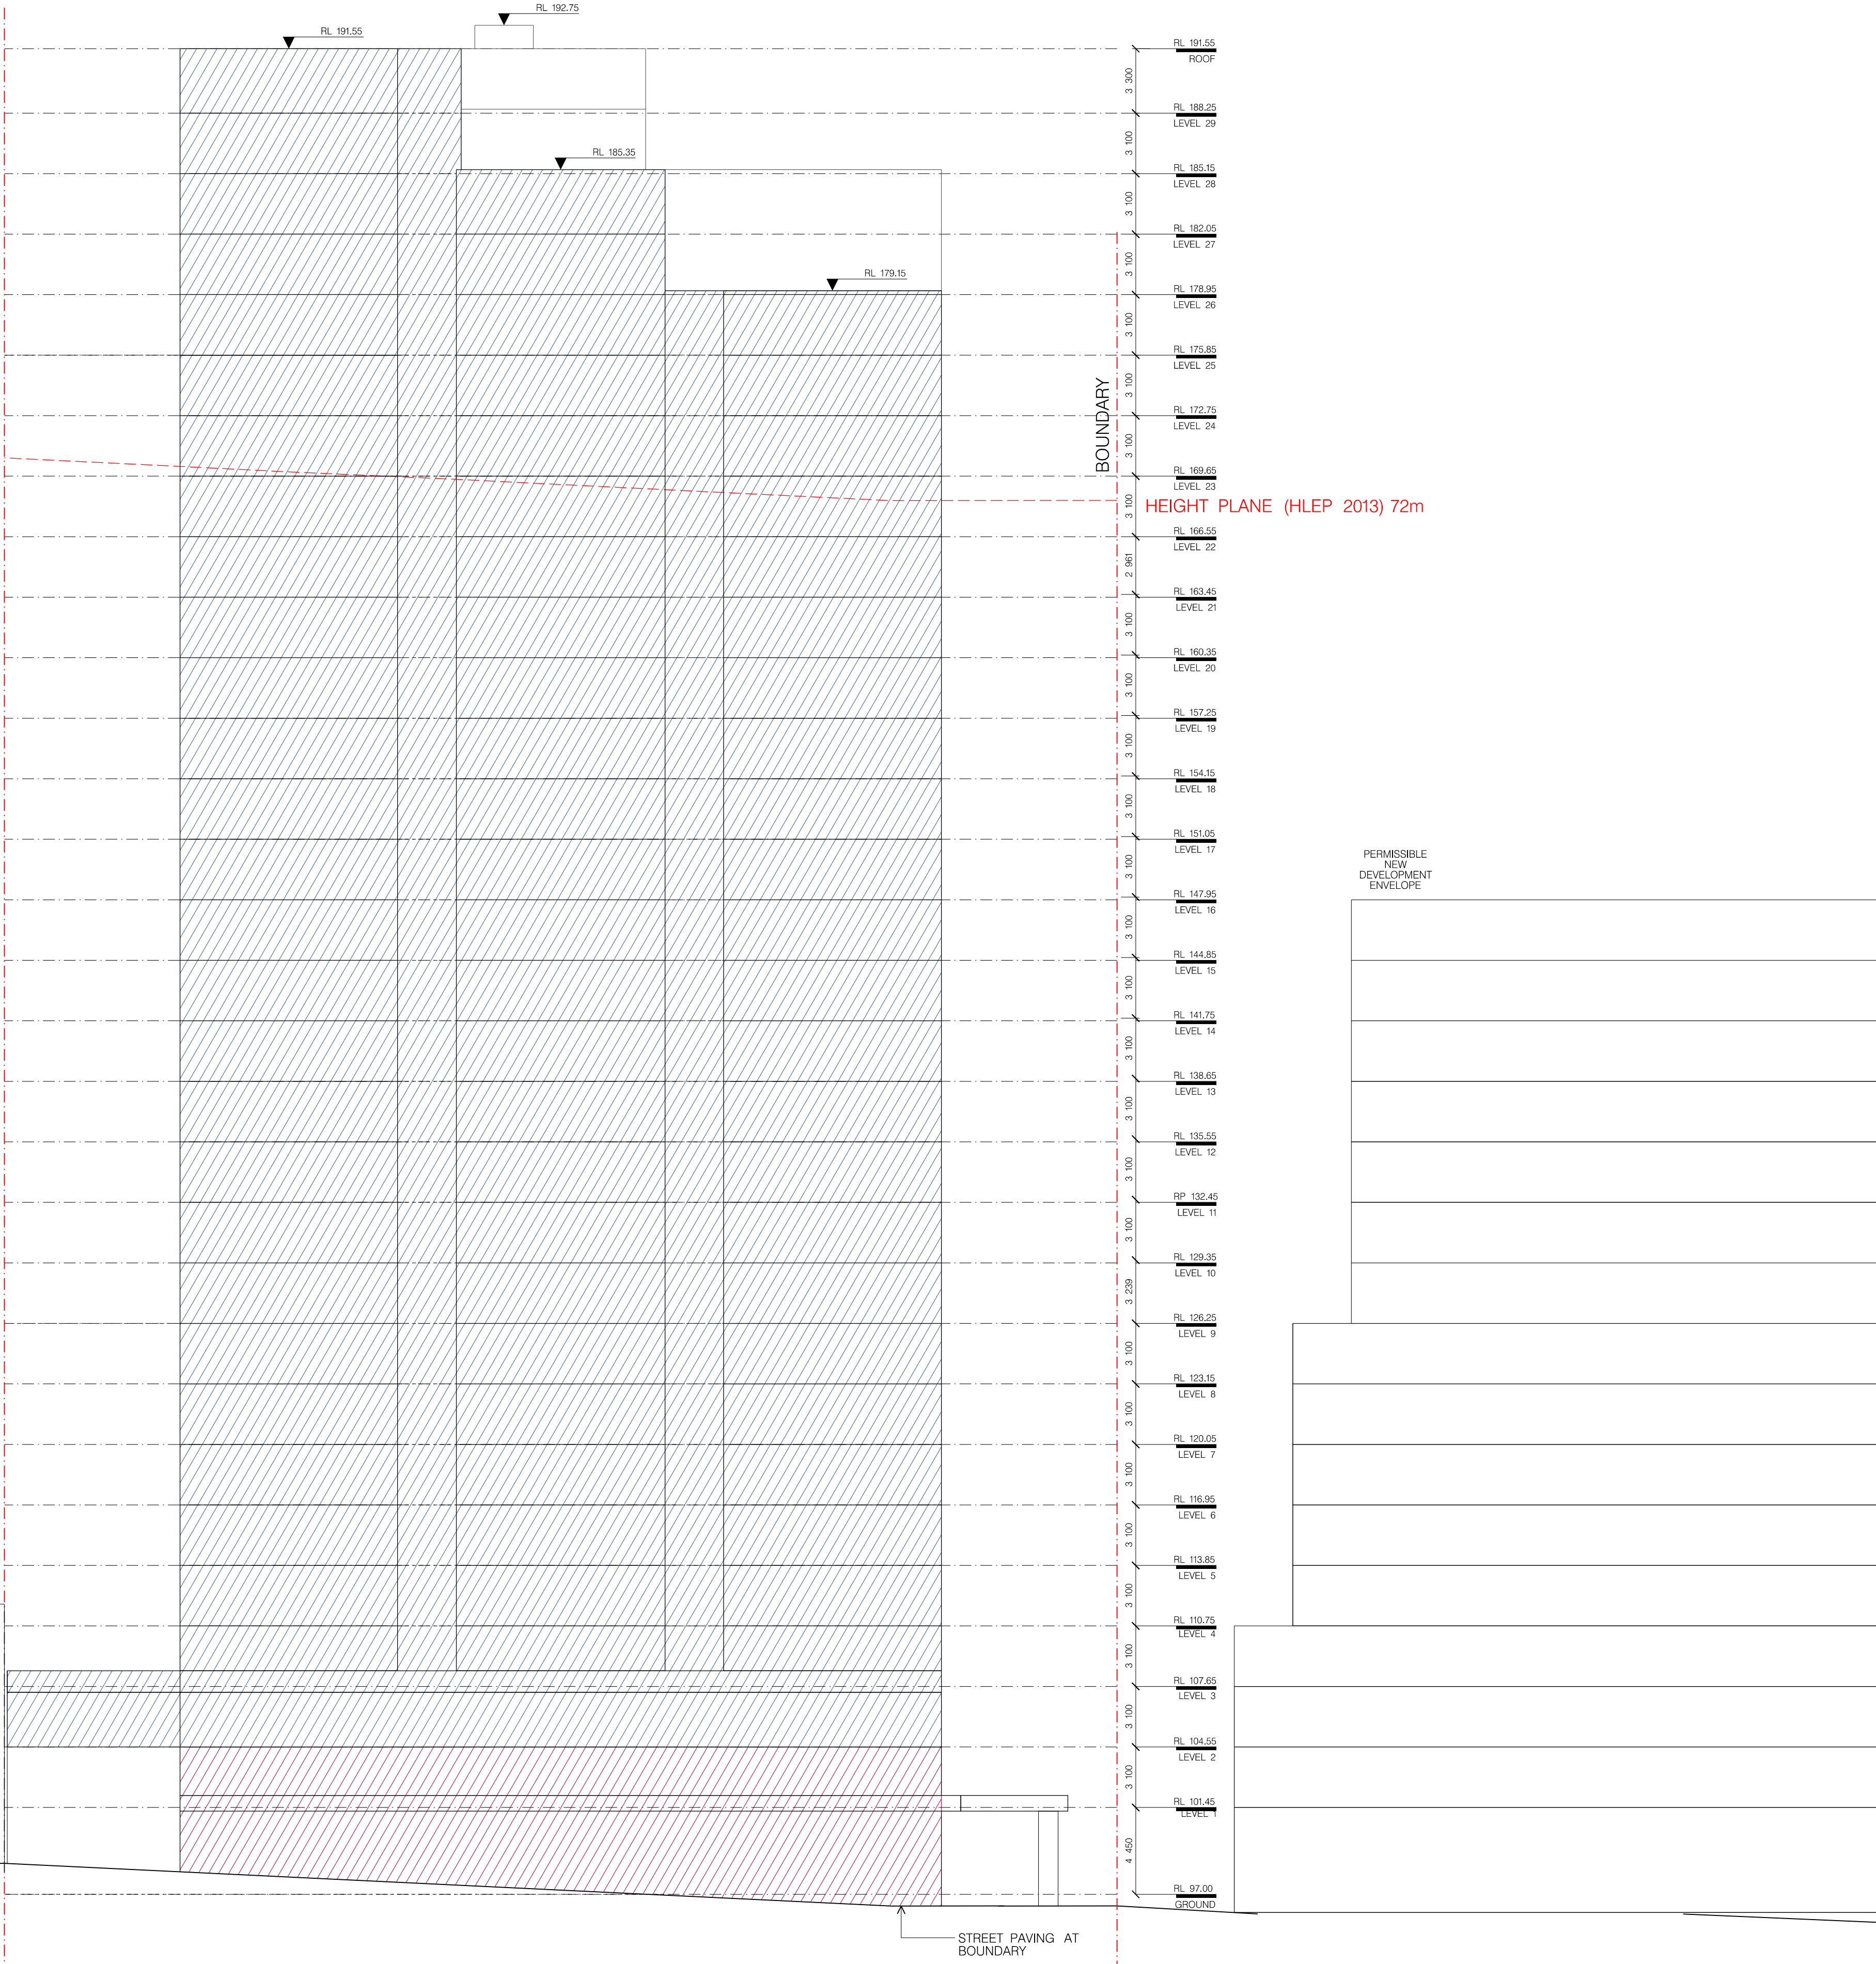 RL 192.75
RL 191.55
RL 191.55
ROOF
3 300
RL 188.25
LEVEL 29
3 100
RL 185.35
RL 185.15
LEVEL 28
3 100
RL 182.05
LEVEL 27
3 100
RL 179.15
RL 178.95
LEVEL 26
3 100
RL 175.85
LEVEL 25
3 100
BOUNDARY
RL 172.75
LEVEL 24
3 100
RL 169.65
LEVEL 23
3 100
HEIGHT PLANE (HLEP 2013) 72m
RL 166.55
LEVEL 22
2 961
RL 163.45
LEVEL 21
3 100
RL 160.35
LEVEL 20
3 100
RL 157.25
LEVEL 19
3 100
RL 154.15
LEVEL 18
3 100
RL 151.05
LEVEL 17
3 100
PERMISSIBLE
NEW
DEVELOPMENT
ENVELOPE
RL 147.95
LEVEL 16
3 100
RL 144.85
LEVEL 15
3 100
RL 141.75
LEVEL 14
3 100
RL 138.65
LEVEL 13
3 100
RL 135.55
LEVEL 12
3 100
RP 132.45
LEVEL 11
3 100
RL 129.35
LEVEL 10
3 239
RL 126.25
LEVEL 9
3 100
RL 123.15
LEVEL 8
3 100
RL 120.05
LEVEL 7
3 100
RL 116.95
LEVEL 6
3 100
RL 113.85
LEVEL 5
3 100
RL 110.75
LEVEL 4
3 100
RL 107.65
LEVEL 3
3 100
RL 104.55
LEVEL 2
3 100
RL 101.45
LEVEL 1
4 450
RL 97.00
GROUND
STREET PAVING AT
BOUNDARY